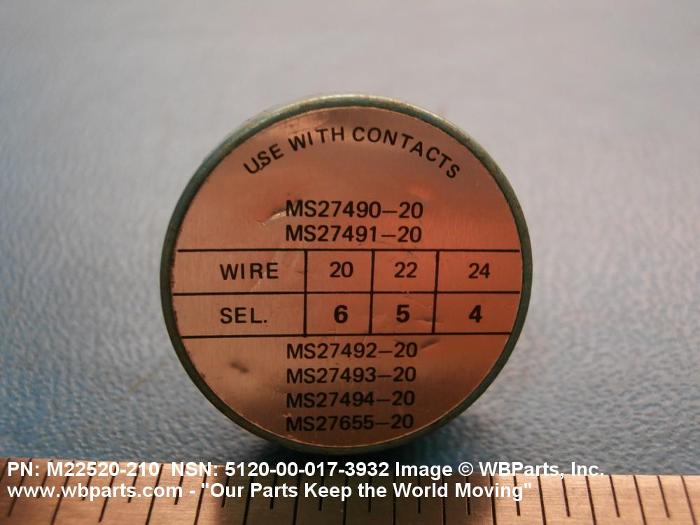 USE WITH CONTACTS
MS27490-20
MS27491-20
WIRE 20 22 24
SEL. 6 5 4
MS27492-20
MS27493-20
MS27494-20
MS27655-20
PN: M22520-210 NSN: 5120-00-017-3932 Image © WBParts, Inc.
www.wbparts.com - "Our Parts Keep the World Moving"